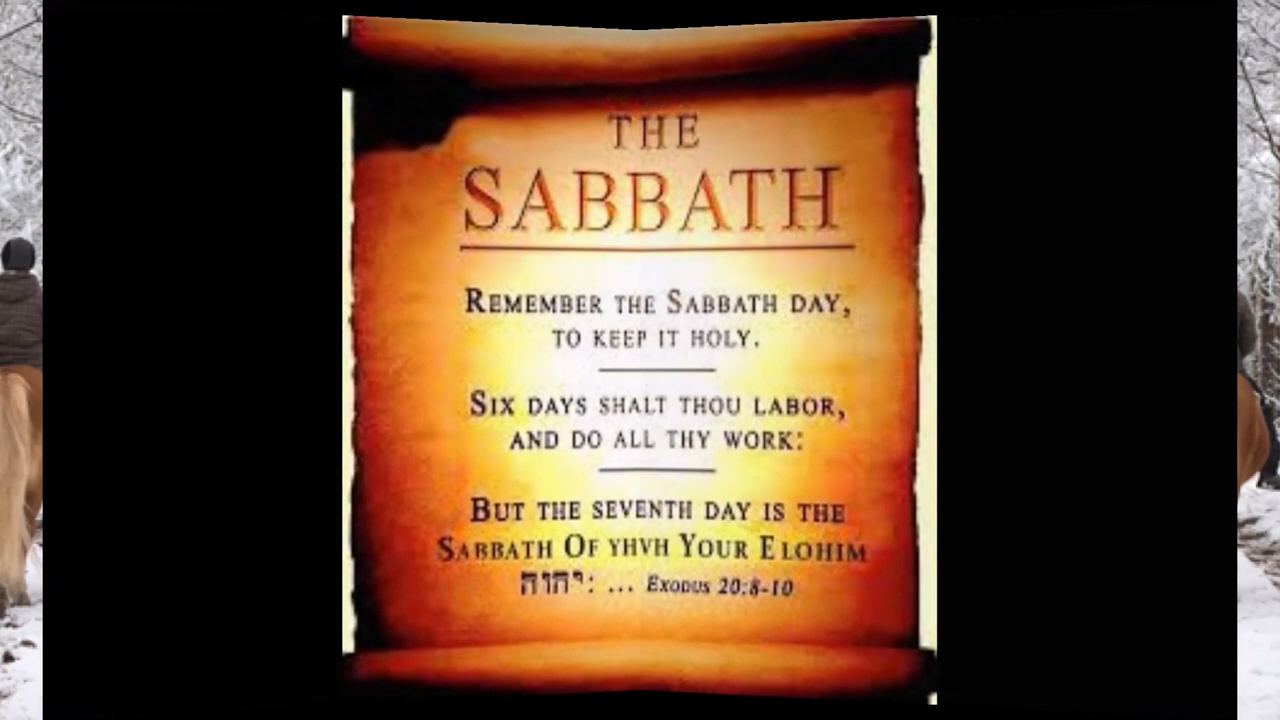 THE
SABBATH
REMEMBER THE SABBATH DAY,
TO KEEP IT HOLY.
SIX DAYS SHALT THOU LABOR,
AND DO ALL THY WORK:
BUT THE SEVENTH DAY IS THE
SABBATH OF YHVH YOUR ELOHIM
יהוה: ... EXODUS 20:8-10